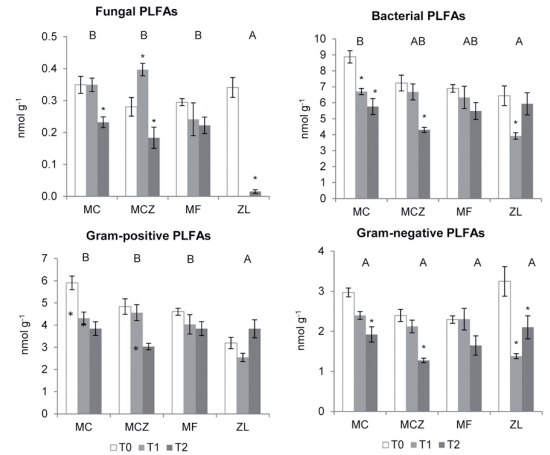 Fungal PLFAs
B B B A
0.5
0.4
0.3
0.2
0.1
0.0
nmol g-1
* * * *
MC MCZ MF ZL
Bacterial PLFAs
B AB AB A
10
9
8
7
6
5
4
3
2
1
0
nmol g-1
* * * *
MC MCZ MF ZL
Gram-positive PLFAs
B B B A
6
5
4
3
2
1
0
nmol g-1
* * *
MC MCZ MF ZL
T0 T1 T2
Gram-negative PLFAs
A A A A
4
3
2
1
0
nmol g-1
* * * *
MC MCZ MF ZL
T0 T1 T2